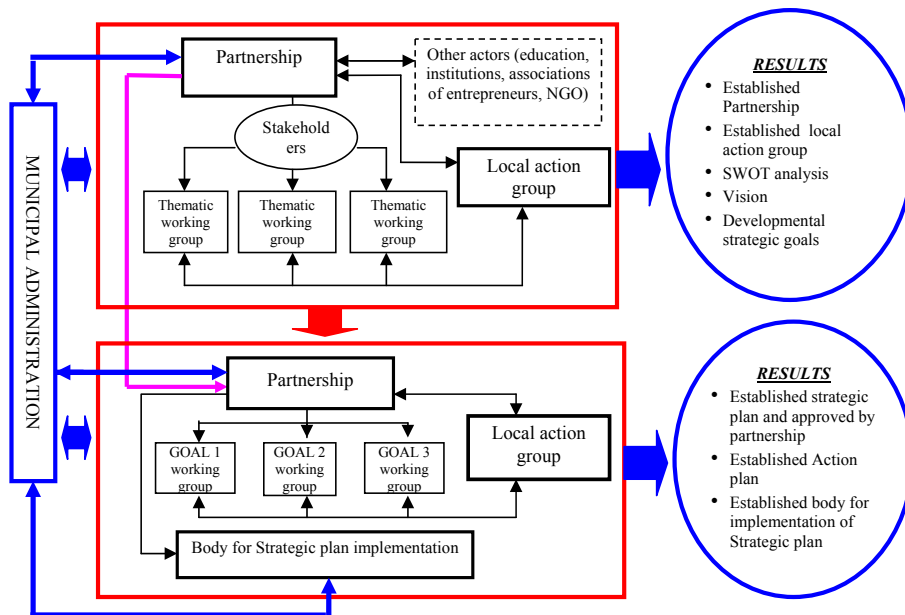 MUNICIPAL ADMINISTRATION
Partnership
Other actors (education,
institutions, associations
of entrepreneurs, NGO)
Stakehold
ers
Local action
group
Thematic
working
group
Thematic
working
group
Thematic
working
group
RESULTS
• Established
Partnership
• Established local
action group
• SWOT analysis
• Vision
• Developmental
strategic goals
Partnership
Local action
group
GOAL 1
working
group
GOAL 2
working
group
GOAL 3
working
group
Body for Strategic plan implementation
RESULTS
• Established strategic
plan and approved by
partnership
• Established Action
plan
• Established body for
implementation of
Strategic plan